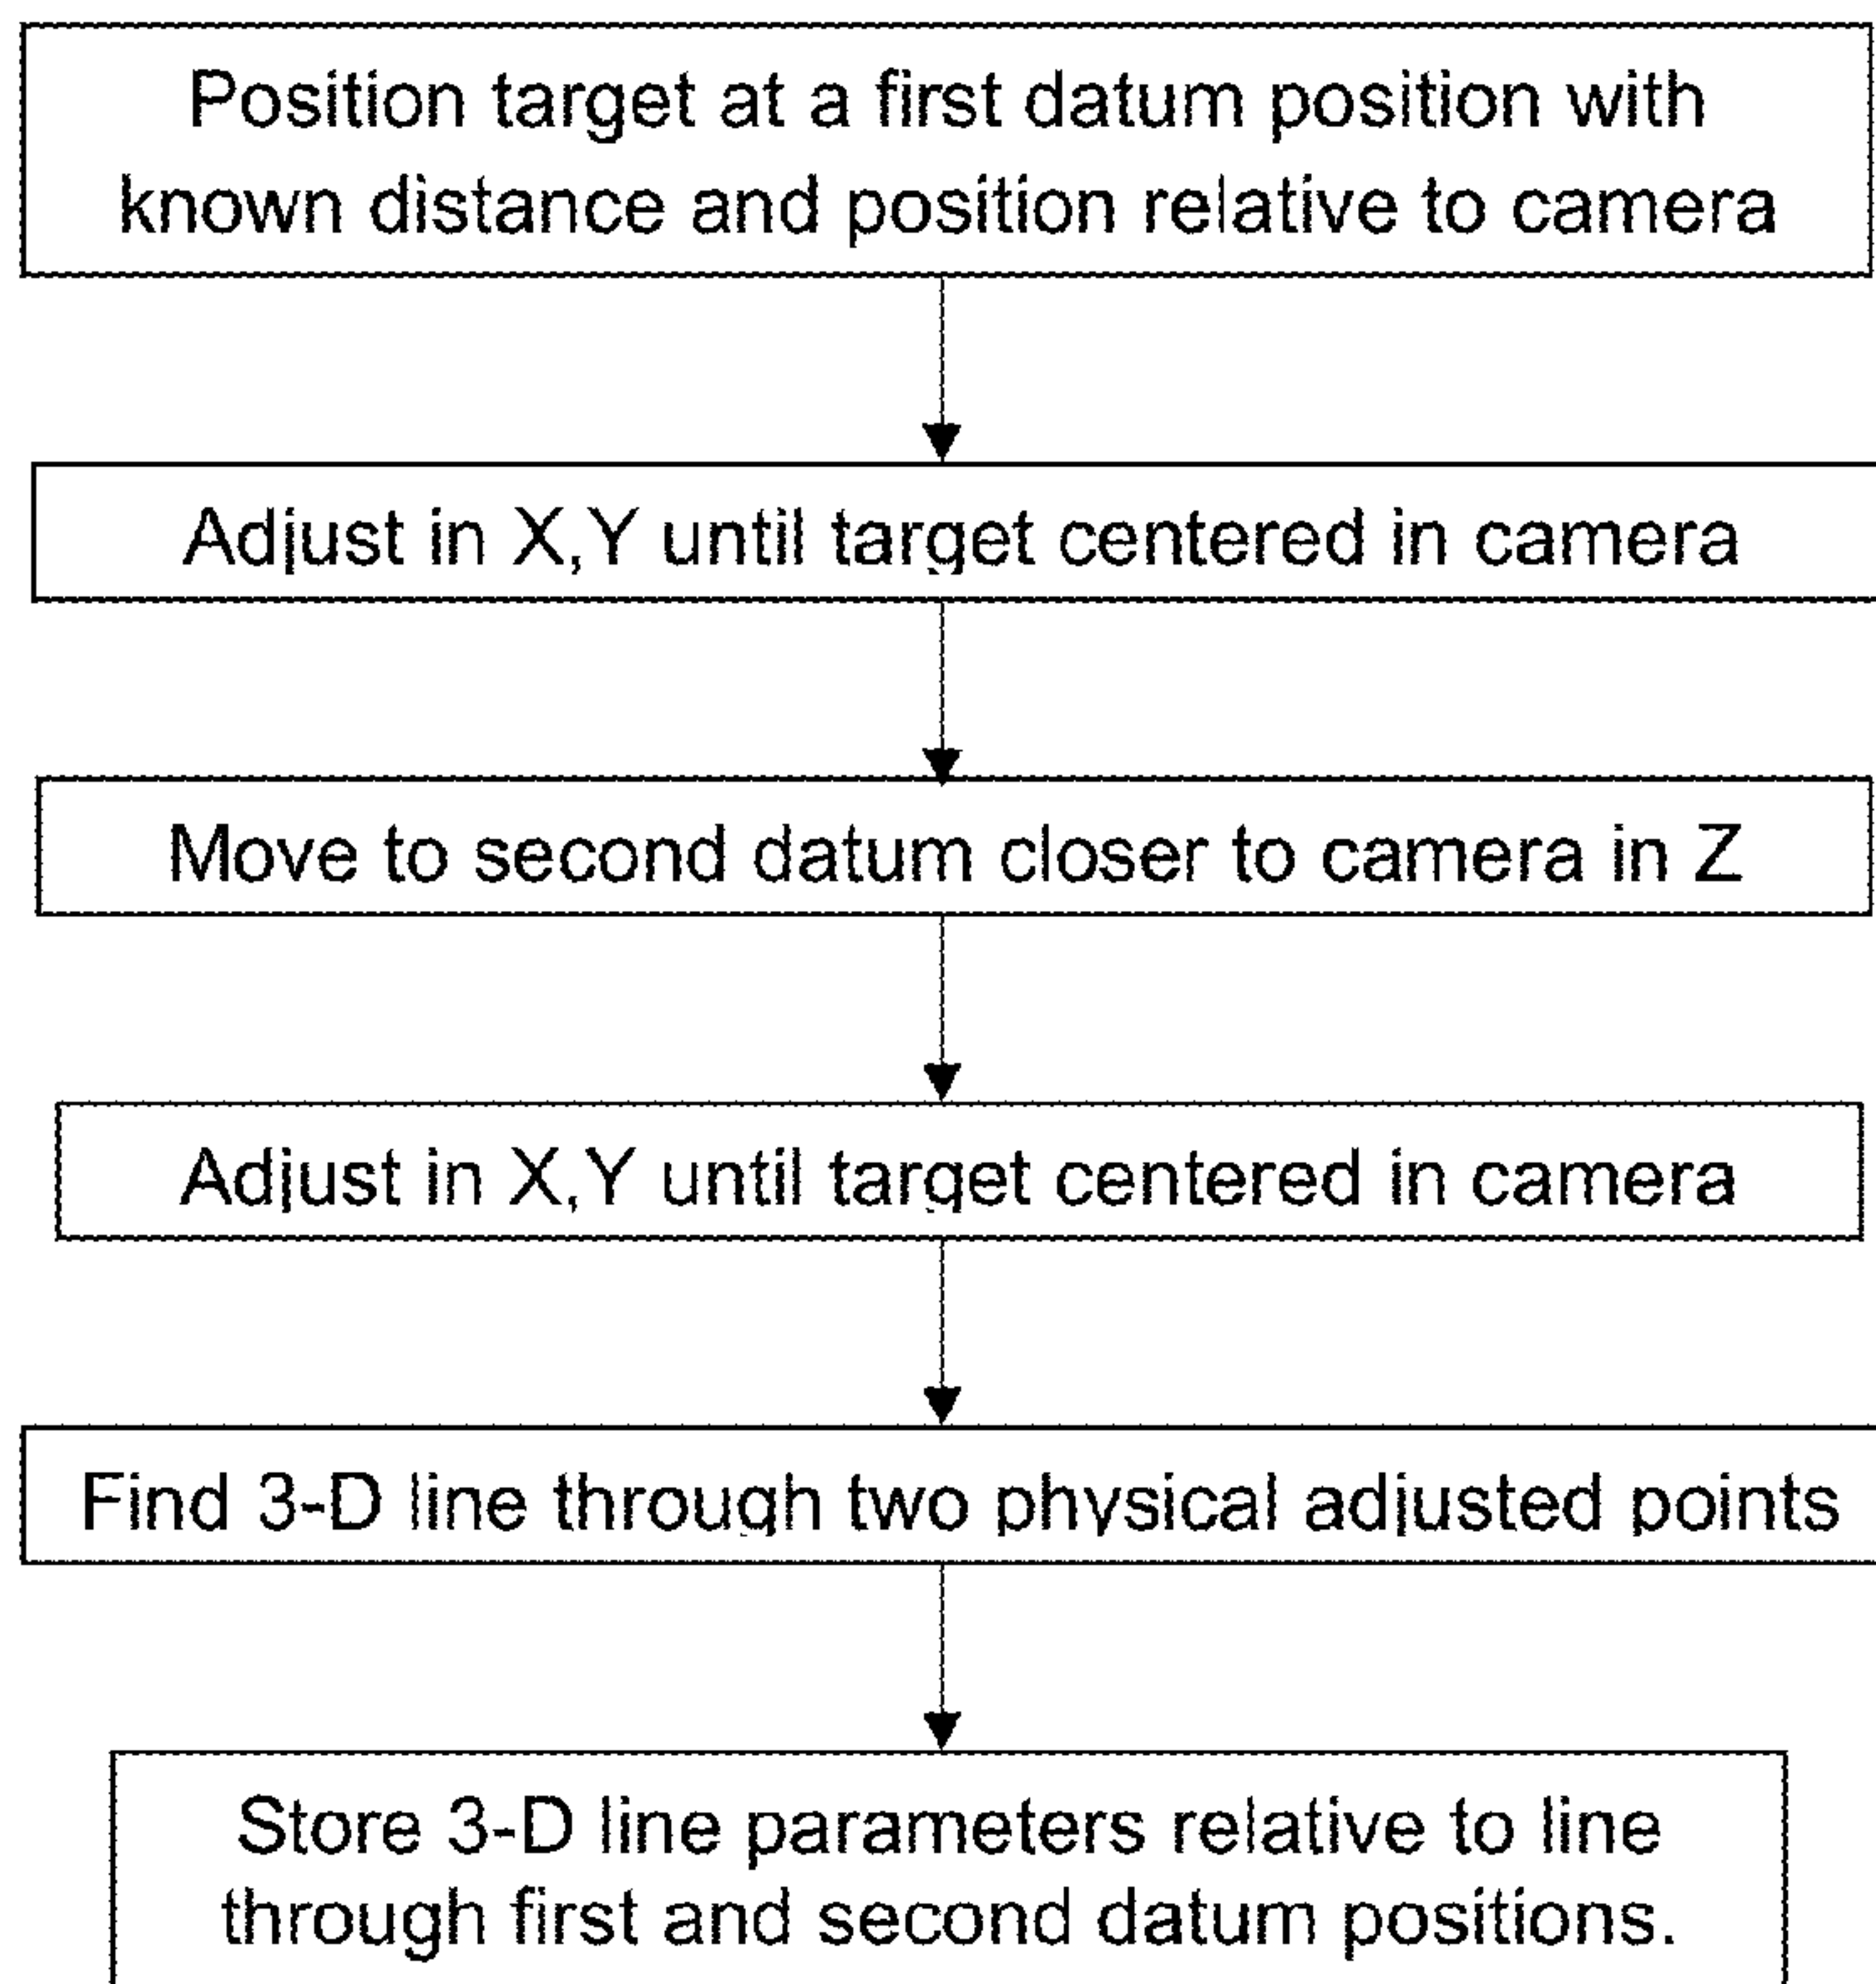 Position target at a first datum position with
known distance and position relative to camera
Adjust in X,Y until target centered in camera
Move to second datum closer to camera in Z
Adjust in X,Y until target centered in camera
Find 3-D line through two physical adjusted points
Store 3-D line parameters relative to line
through first and second datum positions.